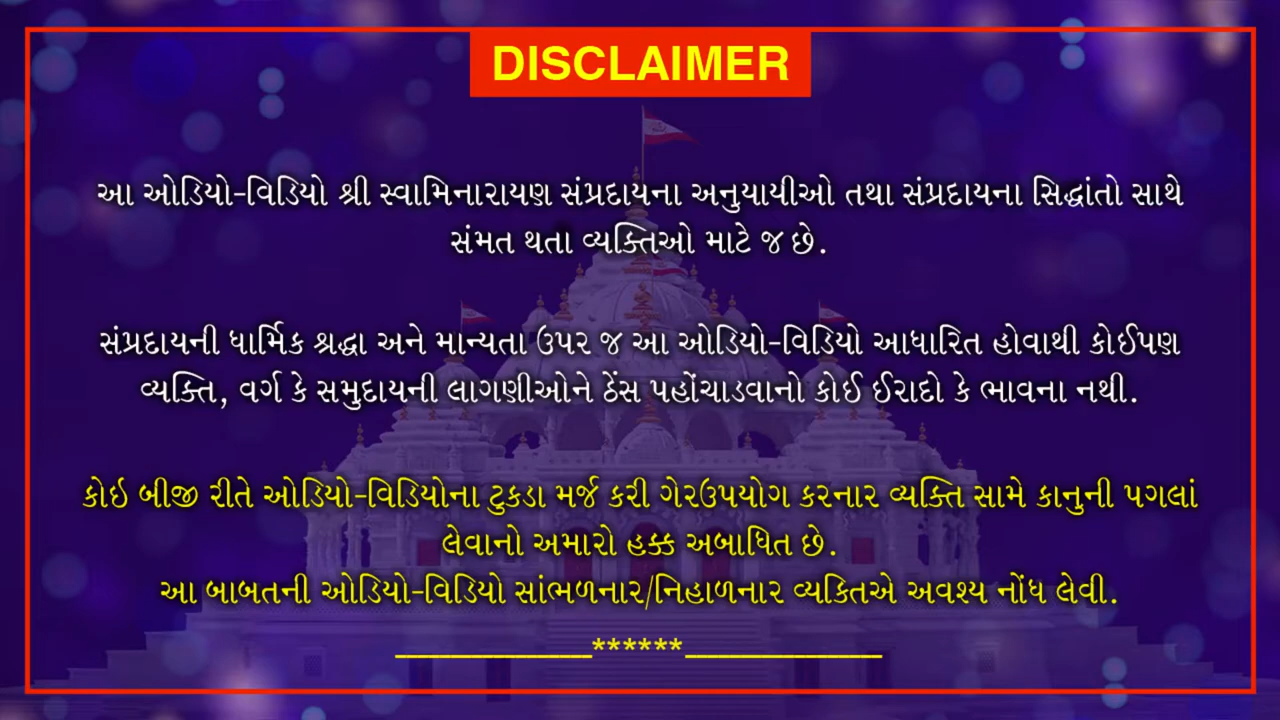 DISCLAIMER
આ ઓડિયો-વિડિયો શ્રી સ્વામિનારાયણ સંપ્રદાયના અનુયાયીઓ તથા સંપ્રદાયના સિદ્ધાંતો સાથે
સંમત થતા વ્યક્તિઓ માટે જ છે.
સંપ્રદાયની ધાર્મિક શ્રદ્ધા અને માન્યતા ઉપર જ આ ઓડિયો-વિડિયો આધારિત હોવાથી કોઈપણ
વ્યક્તિ, વર્ગ કે સમુદાયની લાગણીઓને ઠેંસ પહોંચાડવાનો કોઈ ઈરાદો કે ભાવના નથી.
કોઇ બીજી રીતે ઓડિયો-વિડિયોના ટુકડા મર્જ કરી ગેરઉપયોગ કરનાર વ્યક્તિ સામે કાનુની પગલાં
લેવાનો અમારો હક્ક અબાધિત છે.
આ બાબતની ઓડિયો-વિડિયો સાંભળનાર/નિહાળનાર વ્યકિતએ અવશ્ય નોંધ લેવી.
________________******________________